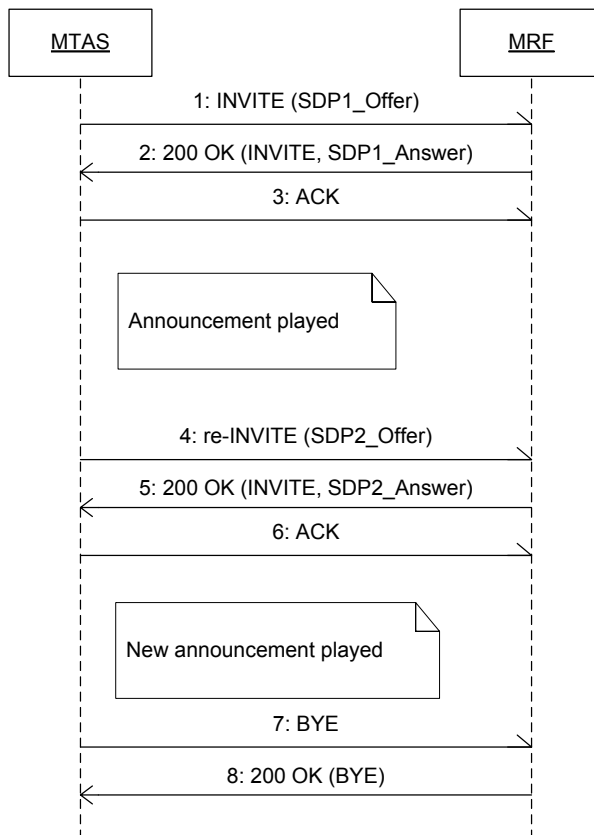 MTAS
MRF
1: INVITE (SDP1_Offer)
2: 200 OK (INVITE, SDP1_Answer)
3: ACK
Announcement played
4: re-INVITE (SDP2_Offer)
5: 200 OK (INVITE, SDP2_Answer)
6: ACK
New announcement played
7: BYE
8: 200 OK (BYE)